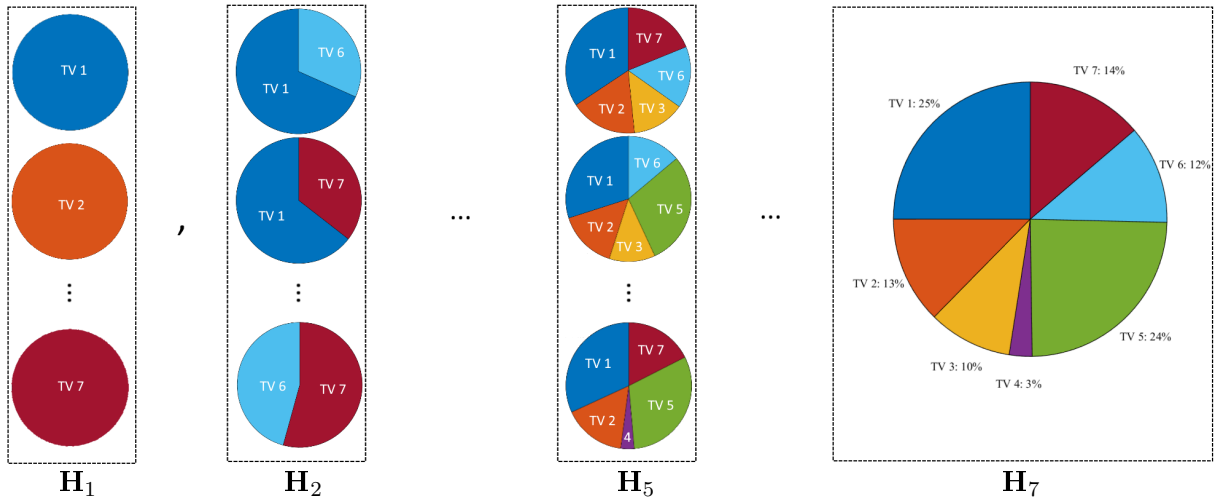 TV 1
TV 2
⋮
TV 7
H₁
,
TV 6
TV 1
TV 7
TV 1
⋮
TV 6
TV 7
H₂
...
TV 7
TV 1
TV 6
TV 2
TV 3
TV 6
TV 1
TV 5
TV 2
TV 3
⋮
TV 7
TV 1
TV 5
TV 2
4
H₅
...
TV 7: 14%
TV 1: 25%
TV 6: 12%
TV 2: 13%
TV 5: 24%
TV 3: 10%
TV 4: 3%
H₇